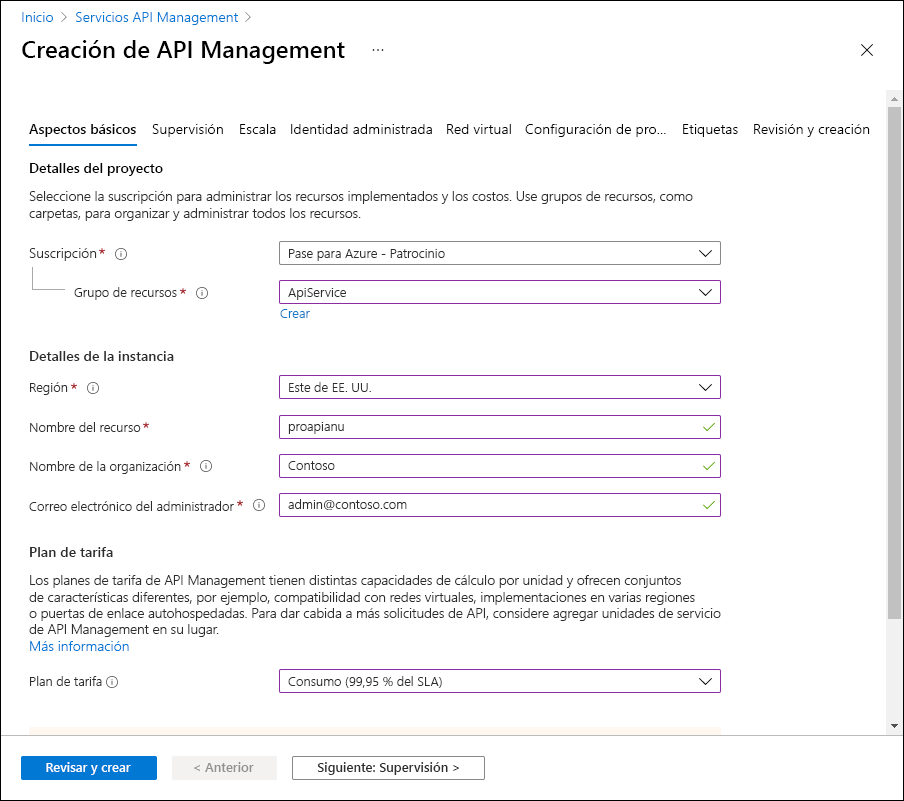 Inicio > Servicios API Management >
Creación de API Management ...
Aspectos básicos Supervisión Escala Identidad administrada Red virtual Configuración de pro... Etiquetas Revisión y creación
Detalles del proyecto
Seleccione la suscripción para administrar los recursos implementados y los costos. Use grupos de recursos, como
carpetas, para organizar y administrar todos los recursos.
Suscripción* Pase para Azure - Patrocinio
Grupo de recursos* ApiService
Crear
Detalles de la instancia
Región* Este de EE. UU.
Nombre del recurso* proapianu
Nombre de la organización* Contoso
Correo electrónico del administrador* admin@contoso.com
Plan de tarifa
Los planes de tarifa de API Management tienen distintas capacidades de cálculo por unidad y ofrecen conjuntos
de características diferentes, por ejemplo, compatibilidad con redes virtuales, implementaciones en varias regiones
o puertas de enlace autohospedadas. Para dar cabida a más solicitudes de API, considere agregar unidades de servicio
de API Management en su lugar.
Más información
Plan de tarifa Consumo (99,95 % del SLA)
Revisar y crear < Anterior Siguiente: Supervisión >